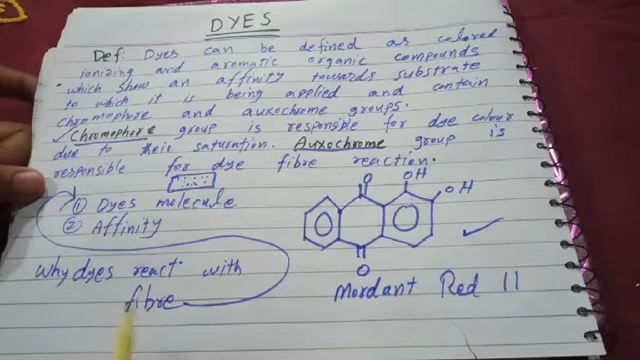 DYES
Def: Dyes can be defined as colored
ionizing and aromatic organic compounds
which show an affinity towards substrate
to which it is being applied and contain
chromophore and auxochrome groups.
Chromophore group is responsible for dye colour
due to their saturation. Auxochrome group is
responsible for dye fibre reaction.
① Dyes molecule
② Affinity
why dyes react with
fibre
O
OH
OH
O
Mordant Red 11